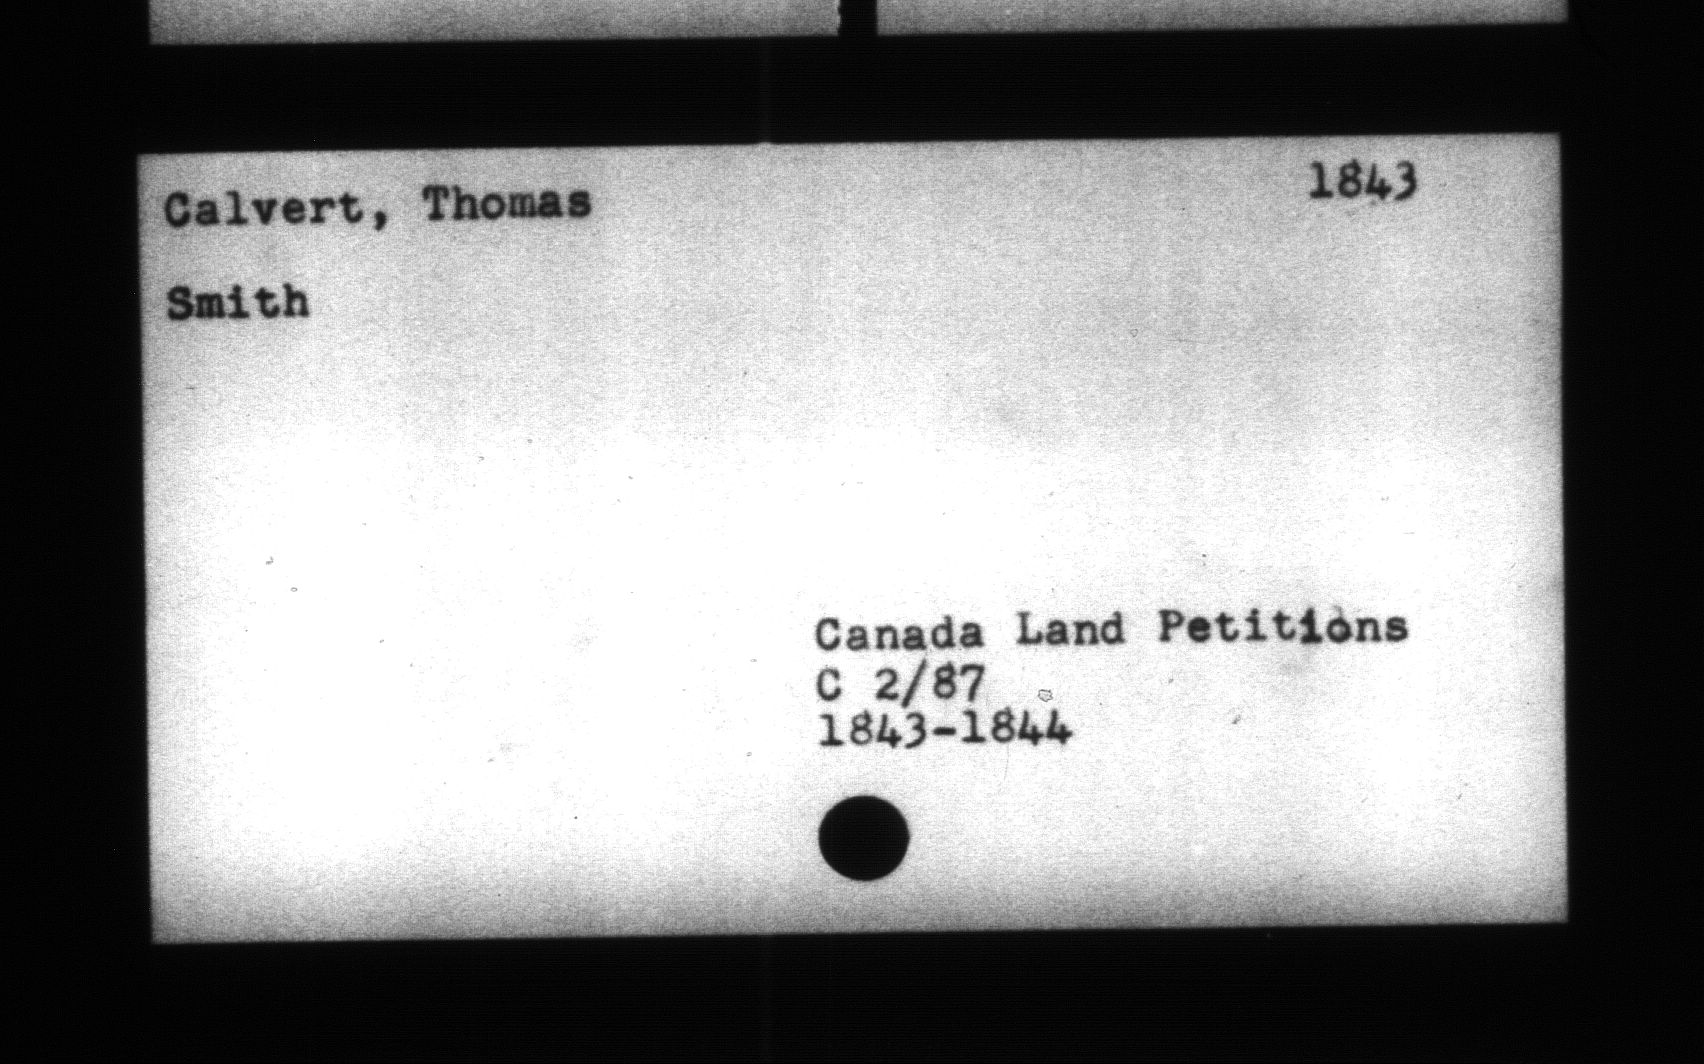 Calvert, Thomas 1843
Smith
Canada Land Petitions
C 2/87
1843-1844